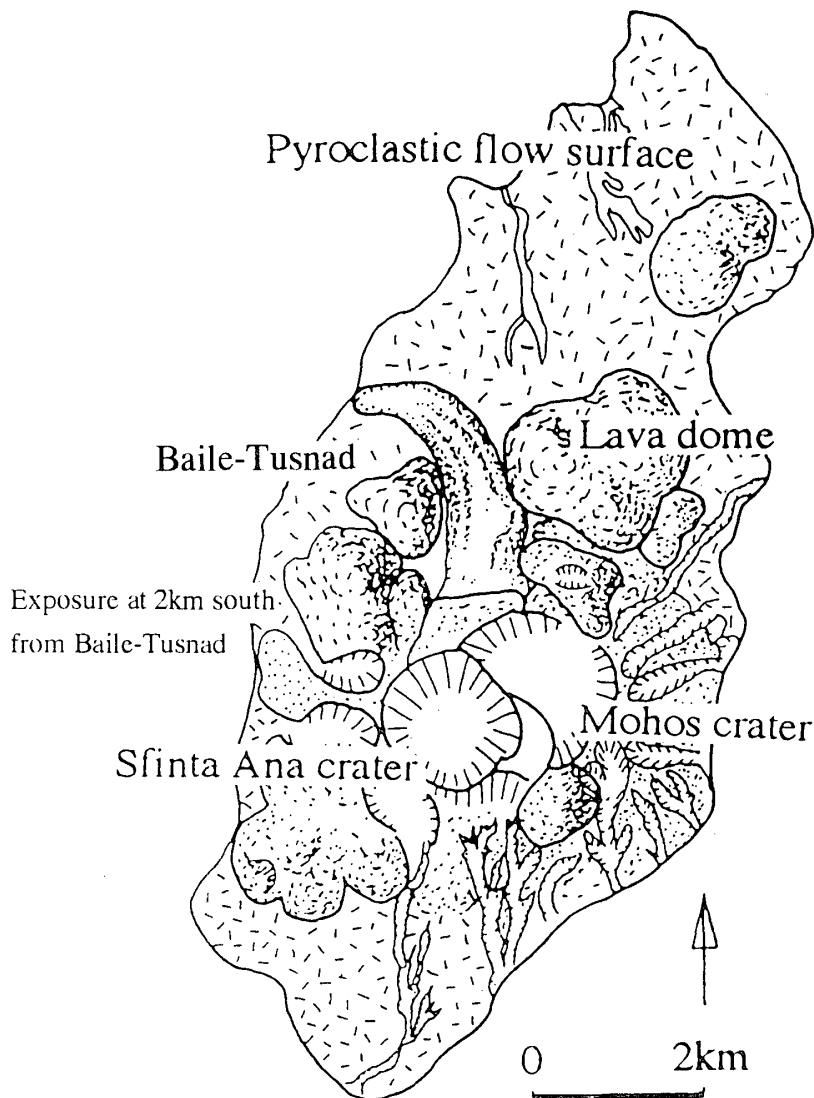 Pyroclastic flow surface
Lava dome
Baile-Tusnad
Exposure at 2km south
from Baile-Tusnad
Mohos crater
Sfinta Ana crater
0 2km